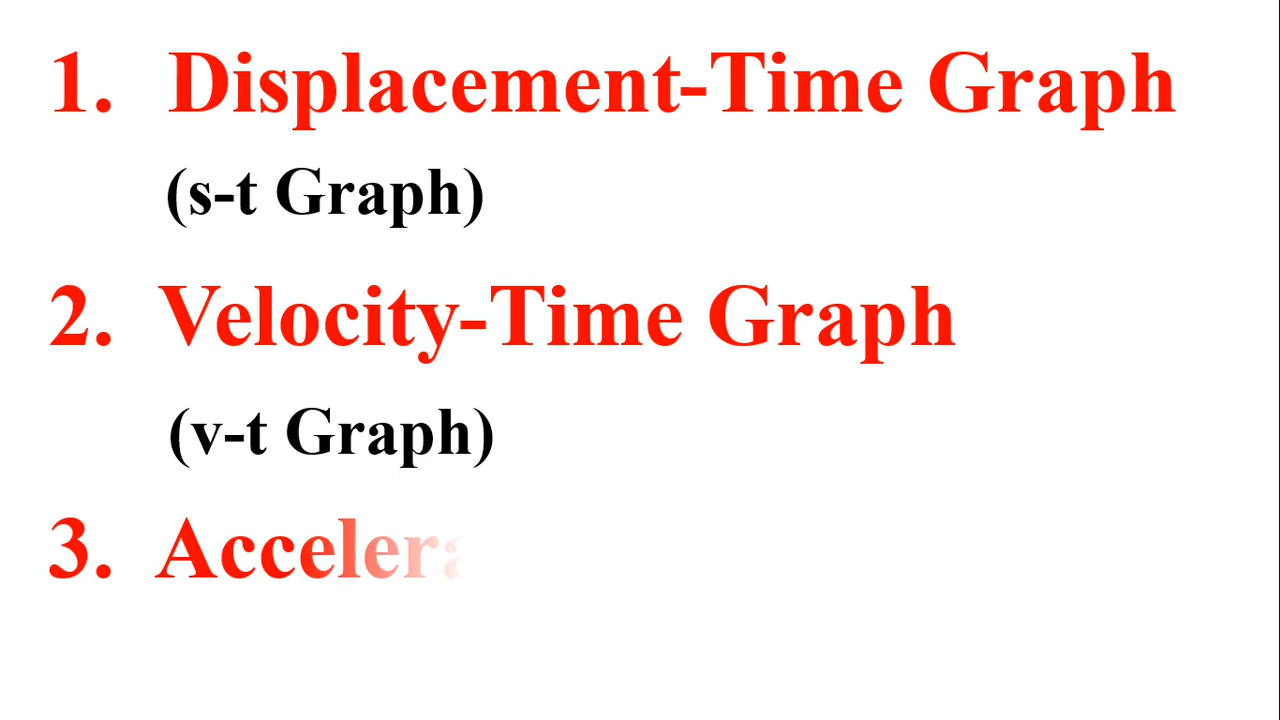 1. Displacement-Time Graph
(s-t Graph)
2. Velocity-Time Graph
(v-t Graph)
3. Accelera